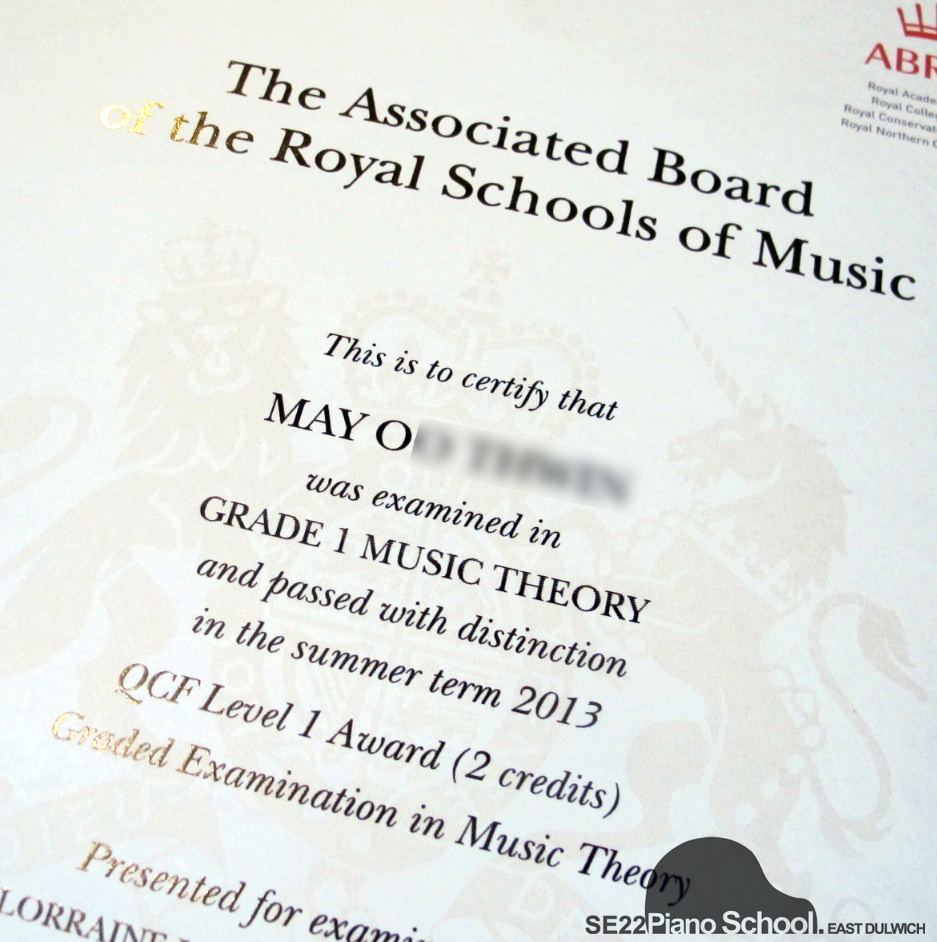 The Associated Board
of the Royal Schools of Music
ABR
Royal Acade
Royal Colle
Royal Conservat
Royal Northern C
This is to certify that
MAY O
was examined in
GRADE 1 MUSIC THEORY
and passed with distinction
in the summer term 2013
QCF Level 1 Award (2 credits)
Graded Examination in Music Theory
Presented for exami
LORRAINE
SE22Piano School. EAST DULWICH